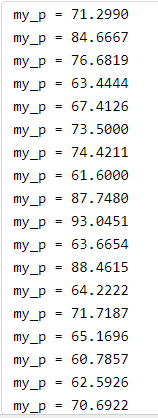 my_p = 71.2990
my_p = 84.6667
my_p = 76.6819
my_p = 63.4444
my_p = 67.4126
my_p = 73.5000
my_p = 74.4211
my_p = 61.6000
my_p = 87.7480
my_p = 93.0451
my_p = 63.6654
my_p = 88.4615
my_p = 64.2222
my_p = 71.7187
my_p = 65.1696
my_p = 60.7857
my_p = 62.5926
my_p = 70.6922